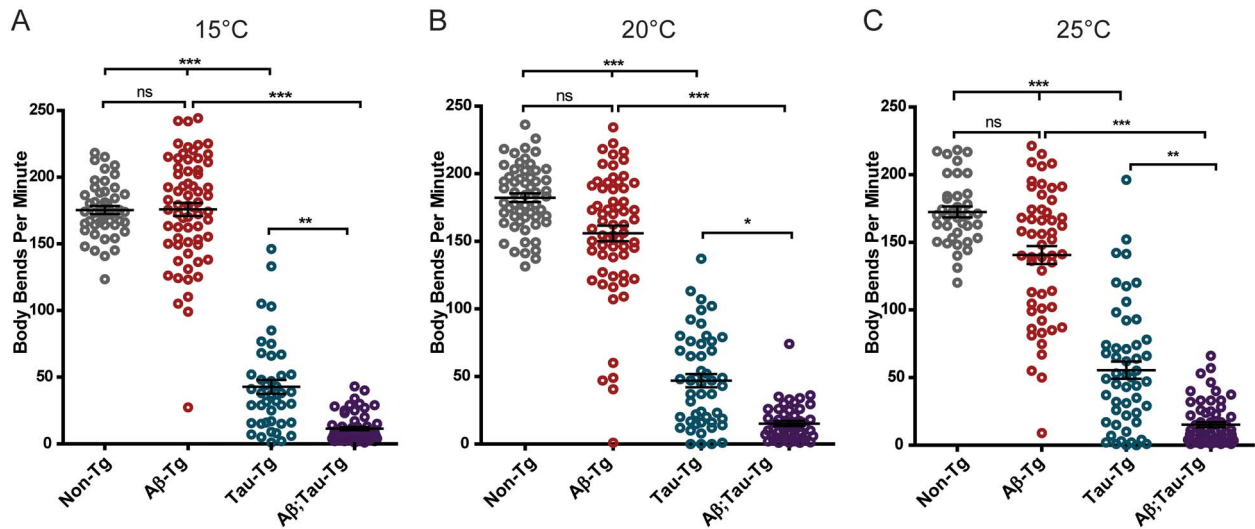 A
15°C
***
ns
***
**
Body Bends Per Minute
250
200
150
100
50
0
Non-Tg
Aβ-Tg
Tau-Tg
Aβ;Tau-Tg
B
20°C
***
ns
***
*
Body Bends Per Minute
250
200
150
100
50
0
Non-Tg
Aβ-Tg
Tau-Tg
Aβ;Tau-Tg
C
25°C
***
ns
***
**
Body Bends Per Minute
250
200
150
100
50
0
Non-Tg
Aβ-Tg
Tau-Tg
Aβ;Tau-Tg